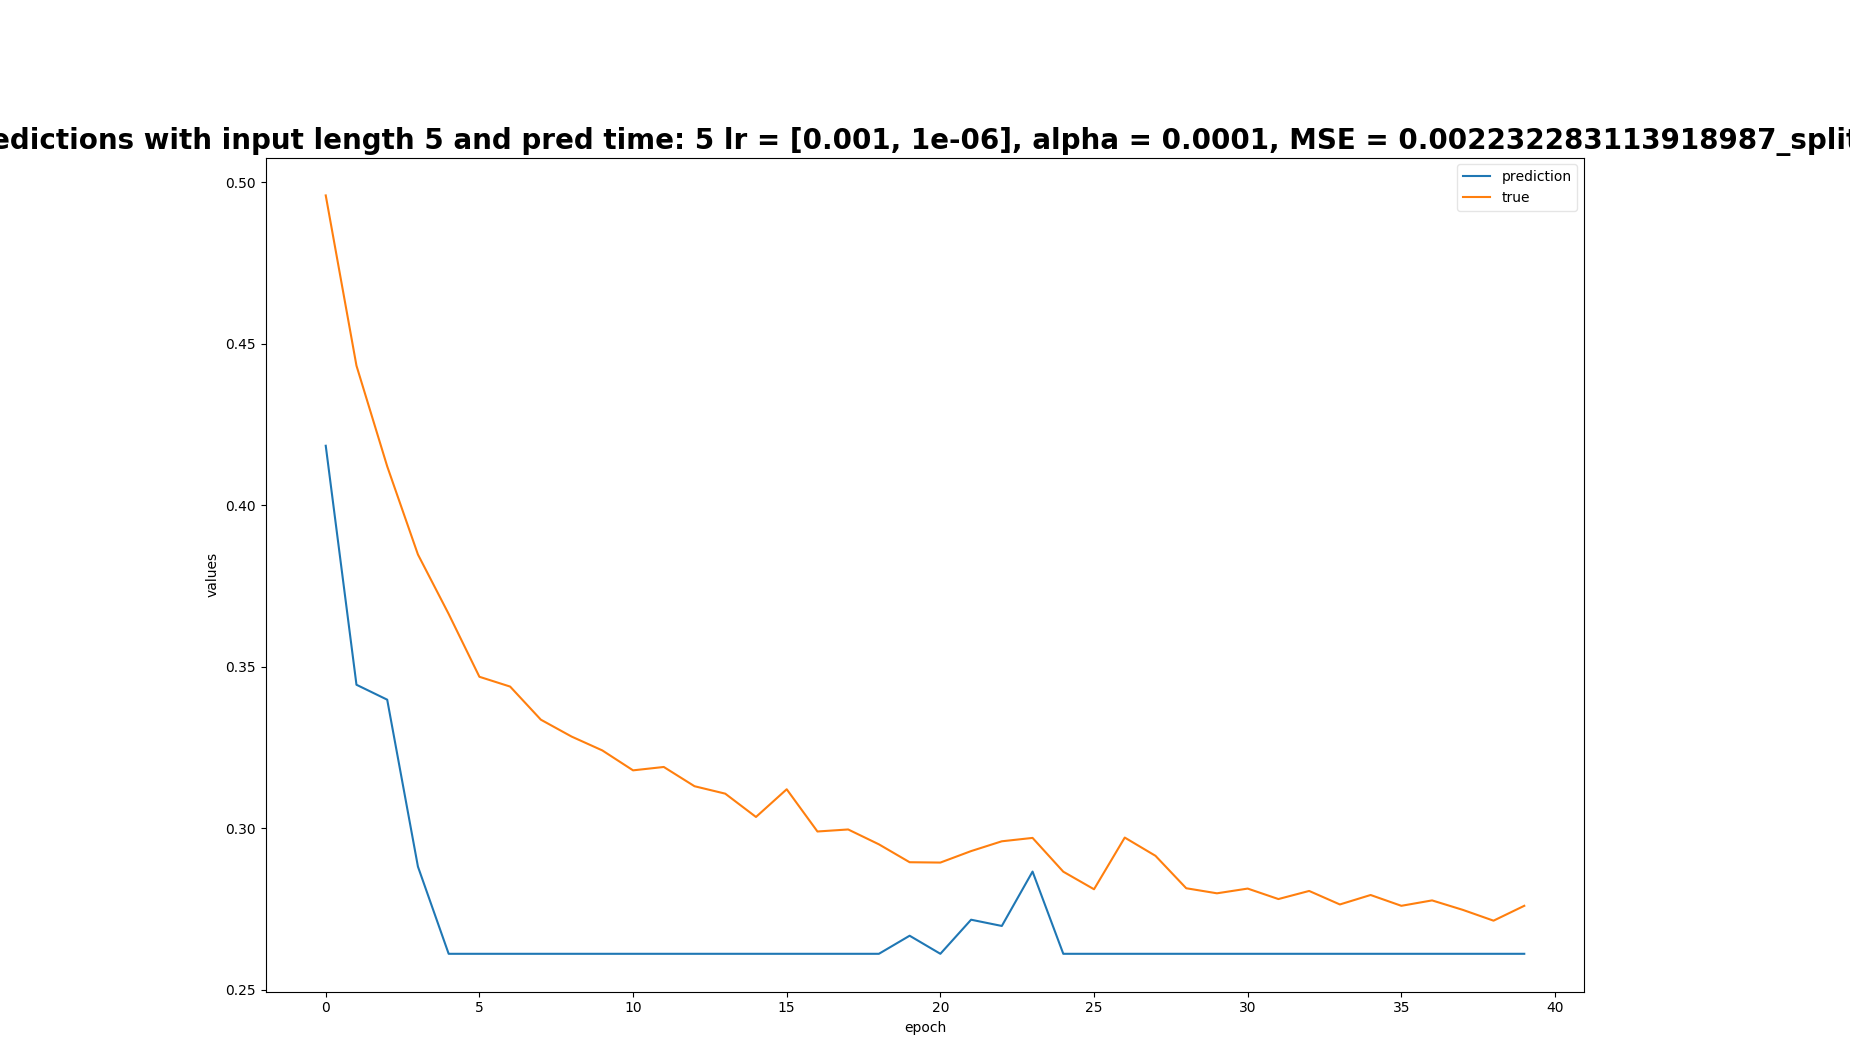 edictions with input length 5 and pred time: 5 lr = [0.001, 1e-06], alpha = 0.0001, MSE = 0.002232283113918987_split
prediction
true
0.50
0.45
0.40
0.35
0.30
0.25
values
0 5 10 15 20 25 30 35 40
epoch